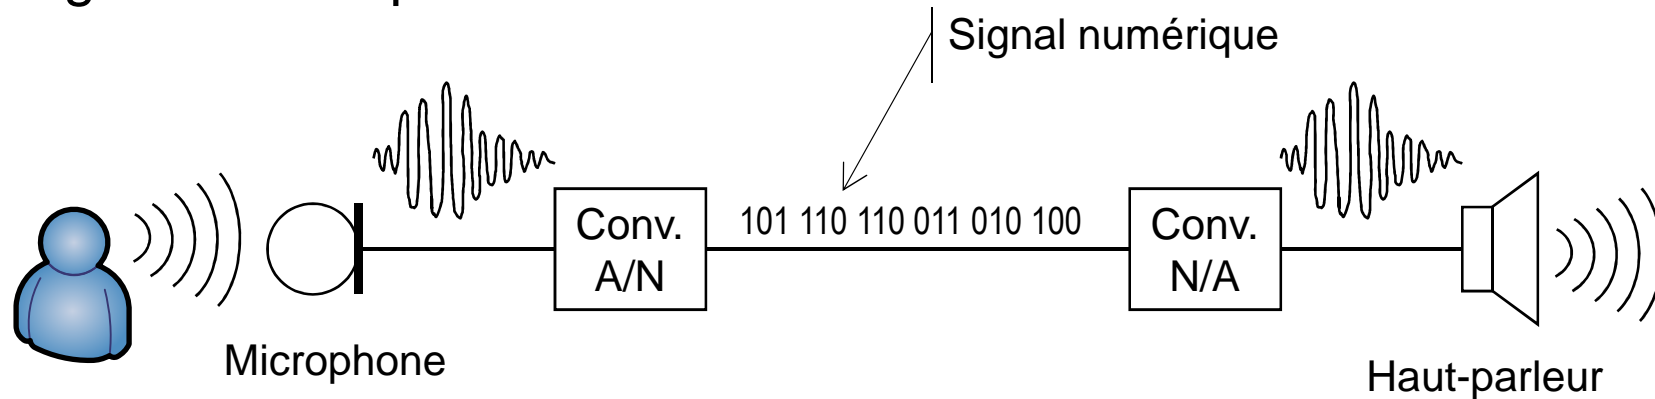 Signal numérique
101 110 110 011 010 100
Conv.
A/N
Conv.
N/A
Microphone
Haut-parleur